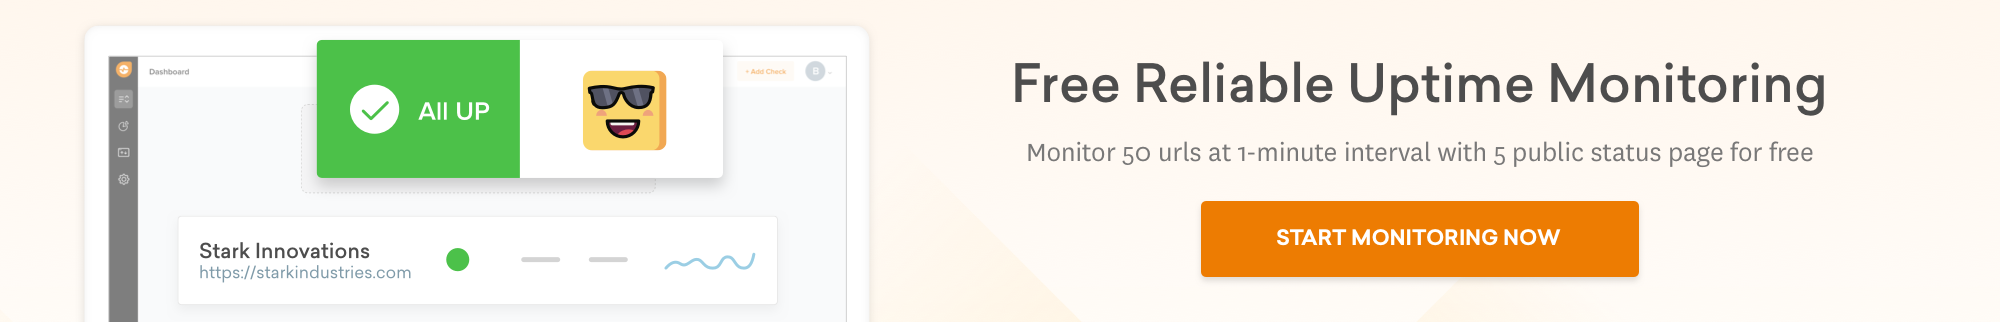 Dashboard
+ Add Check
B
All UP
Stark Innovations
https://starkindustries.com
Free Reliable Uptime Monitoring
Monitor 50 urls at 1-minute interval with 5 public status page for free
START MONITORING NOW